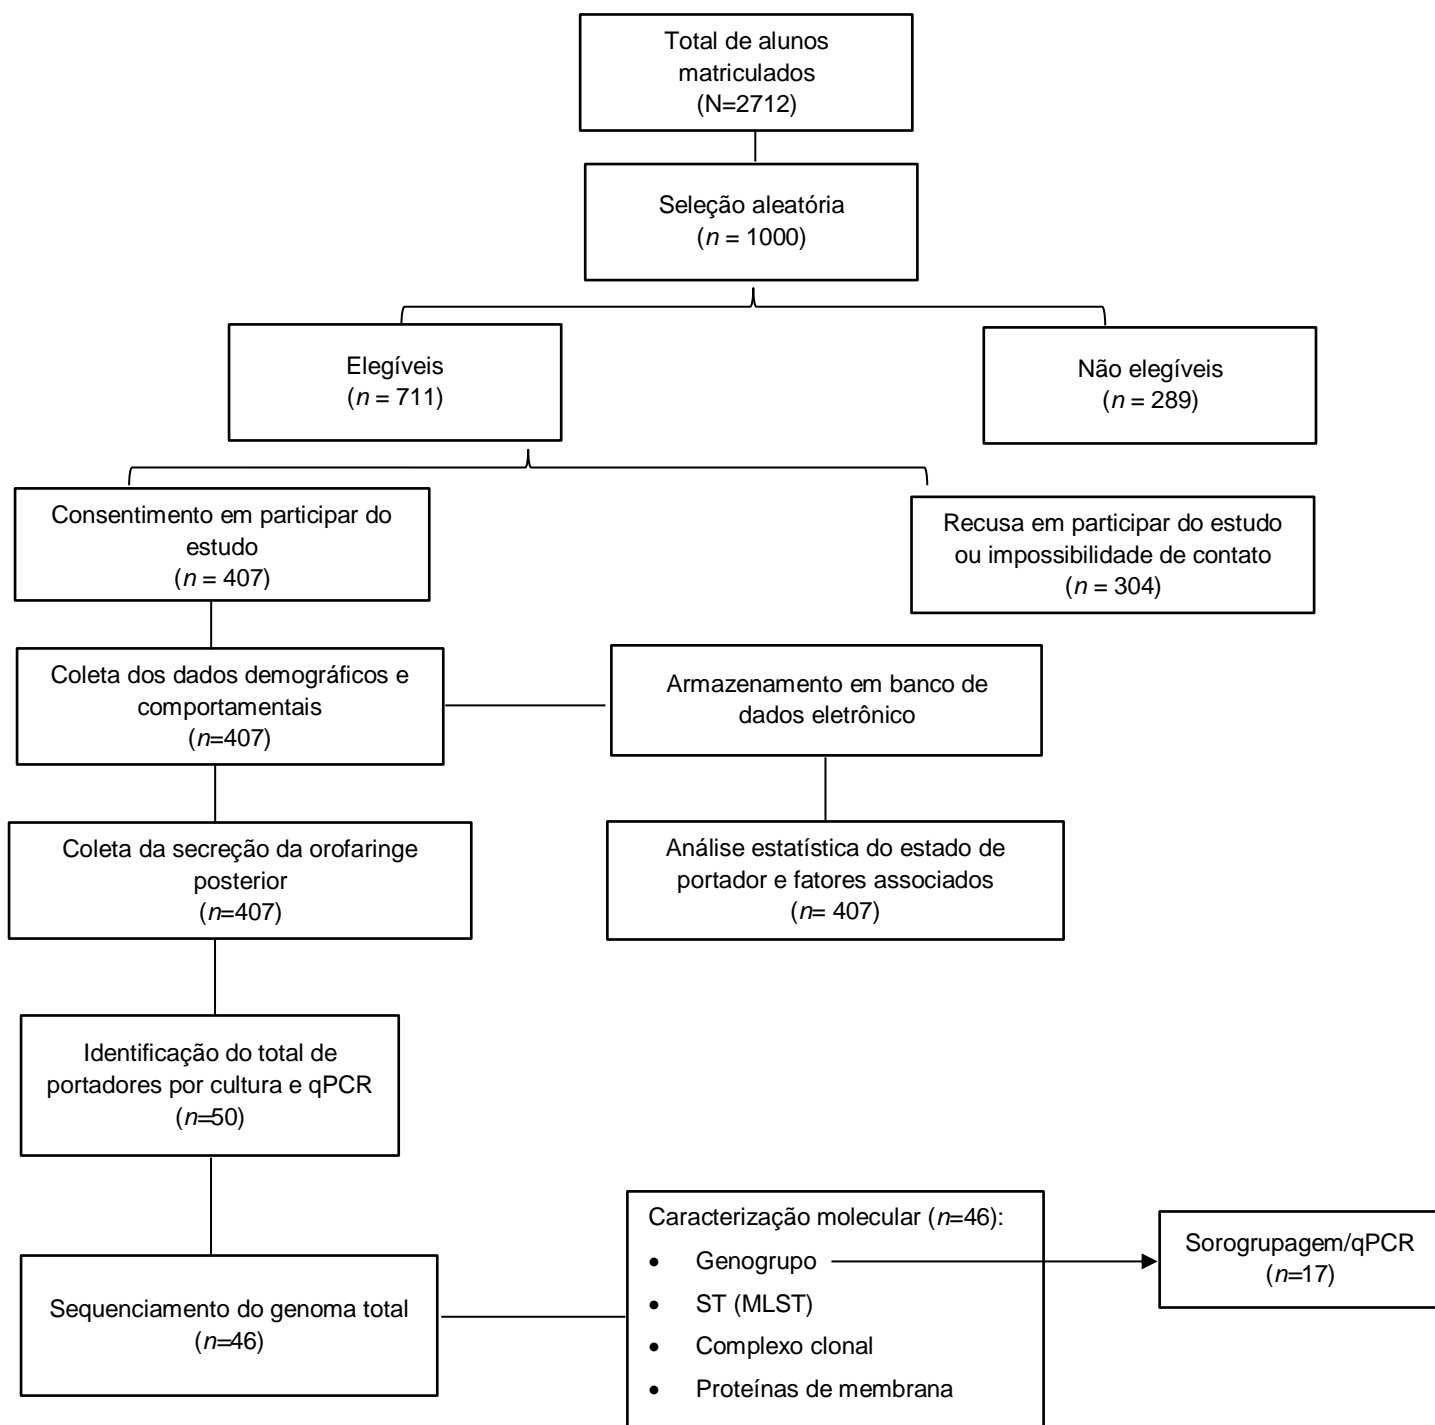 Total de alunos
matriculados
(N=2712)
Seleção aleatória
(n = 1000)
Elegíveis
(n = 711)
Não elegíveis
(n = 289)
Consentimento em participar do
estudo
(n = 407)
Recusa em participar do estudo
ou impossibilidade de contato
(n = 304)
Coleta dos dados demográficos e
comportamentais
(n=407)
Armazenamento em banco de
dados eletrônico
Coleta da secreção da orofaringe
posterior
(n=407)
Análise estatística do estado de
portador e fatores associados
(n= 407)
Identificação do total de
portadores por cultura e qPCR
(n=50)
Sequenciamento do genoma total
(n=46)
Caracterização molecular (n=46):
• Genogrupo
• ST (MLST)
• Complexo clonal
• Proteínas de membrana
Sorogrupagem/qPCR
(n=17)